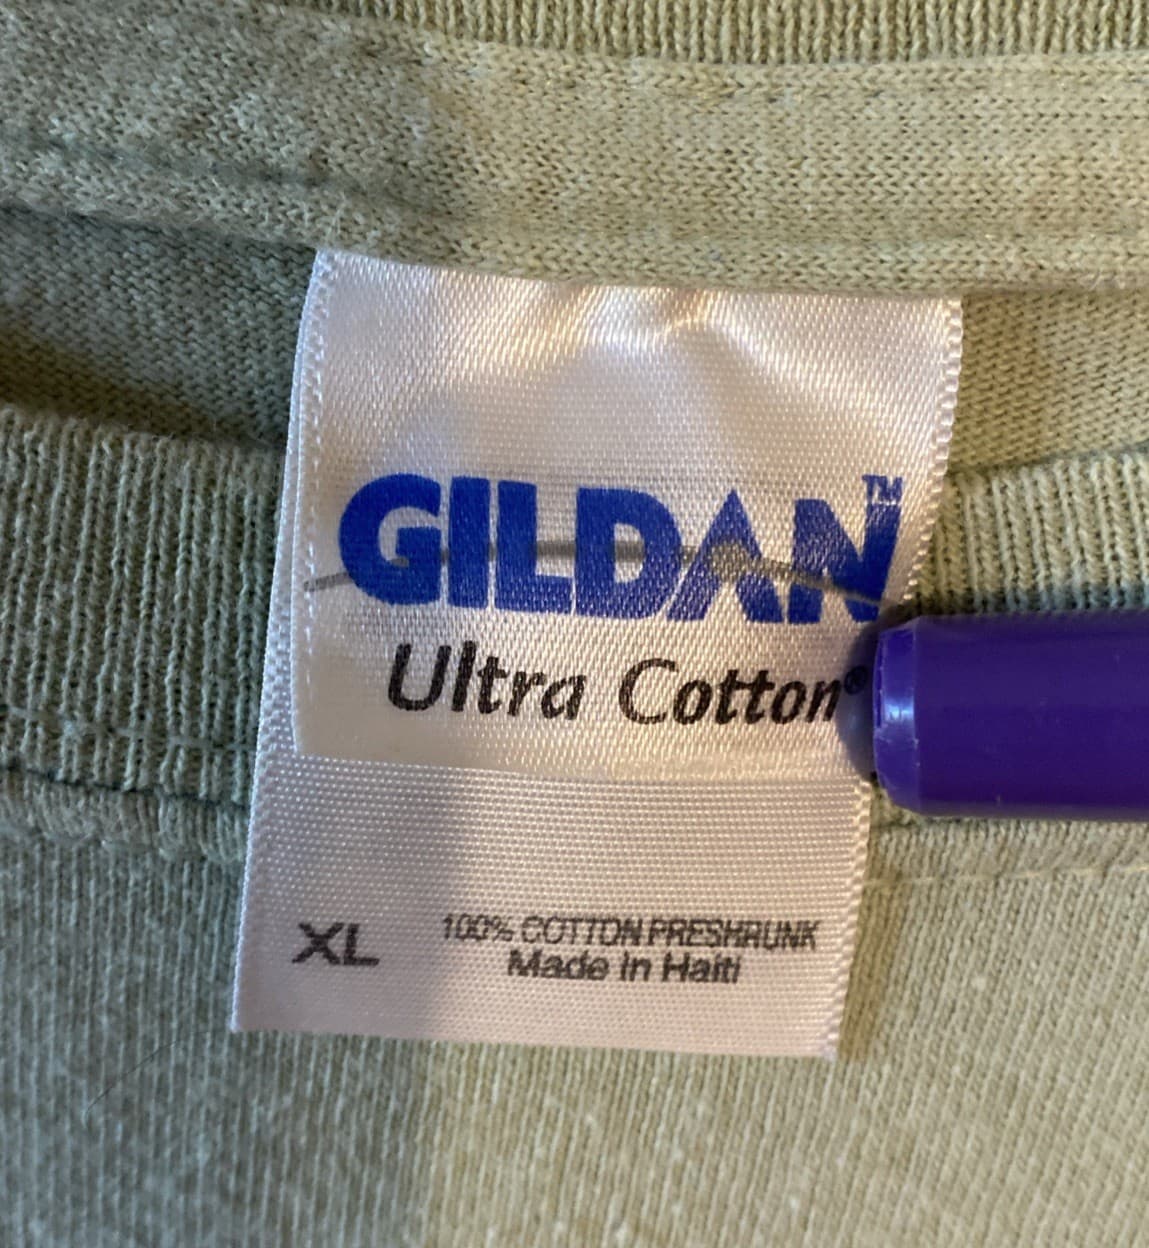 GILDAN™
Ultra Cotton®
XL 100% COTTON PRESHRUNK
Made in Haiti